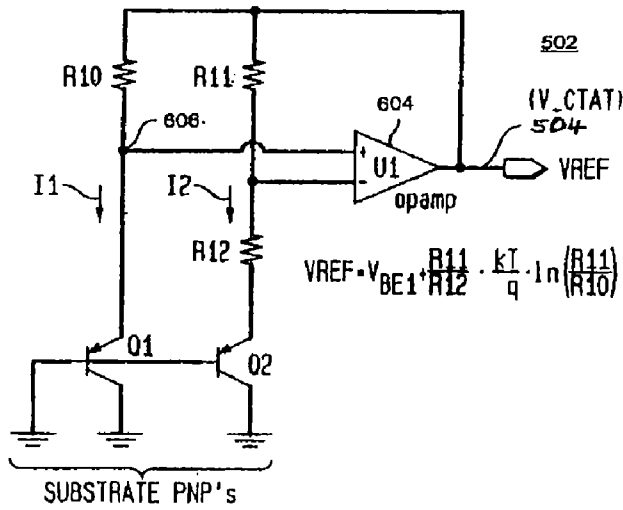 502
R10
R11
(V_CTAT)
606
604
504
+
U1
-
VREF
opamp
I1
I2
R12
VREF=V_BE1+R11/R12 · kT/q · ln(R11/R10)
Q1
Q2
SUBSTRATE PNP's